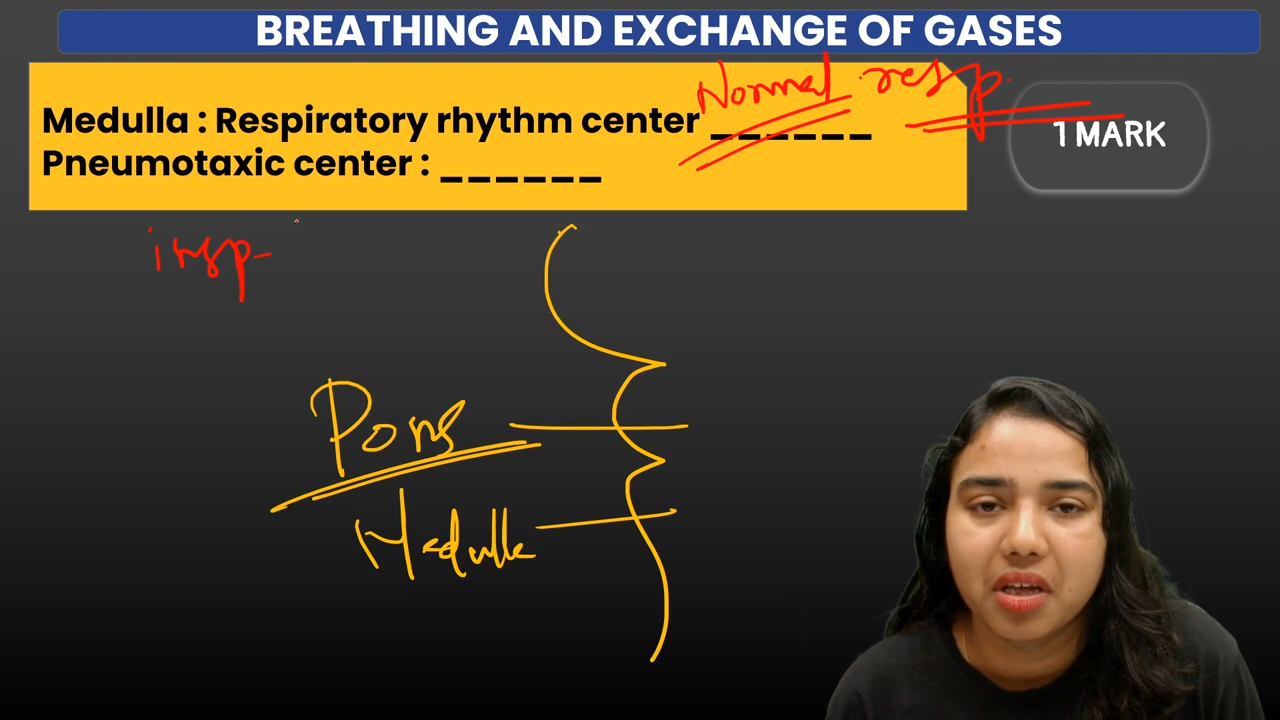 BREATHING AND EXCHANGE OF GASES
Normal resp.
Medulla : Respiratory rhythm center ______
Pneumotaxic center : ______
1 MARK
insp-
Pons
Medulla